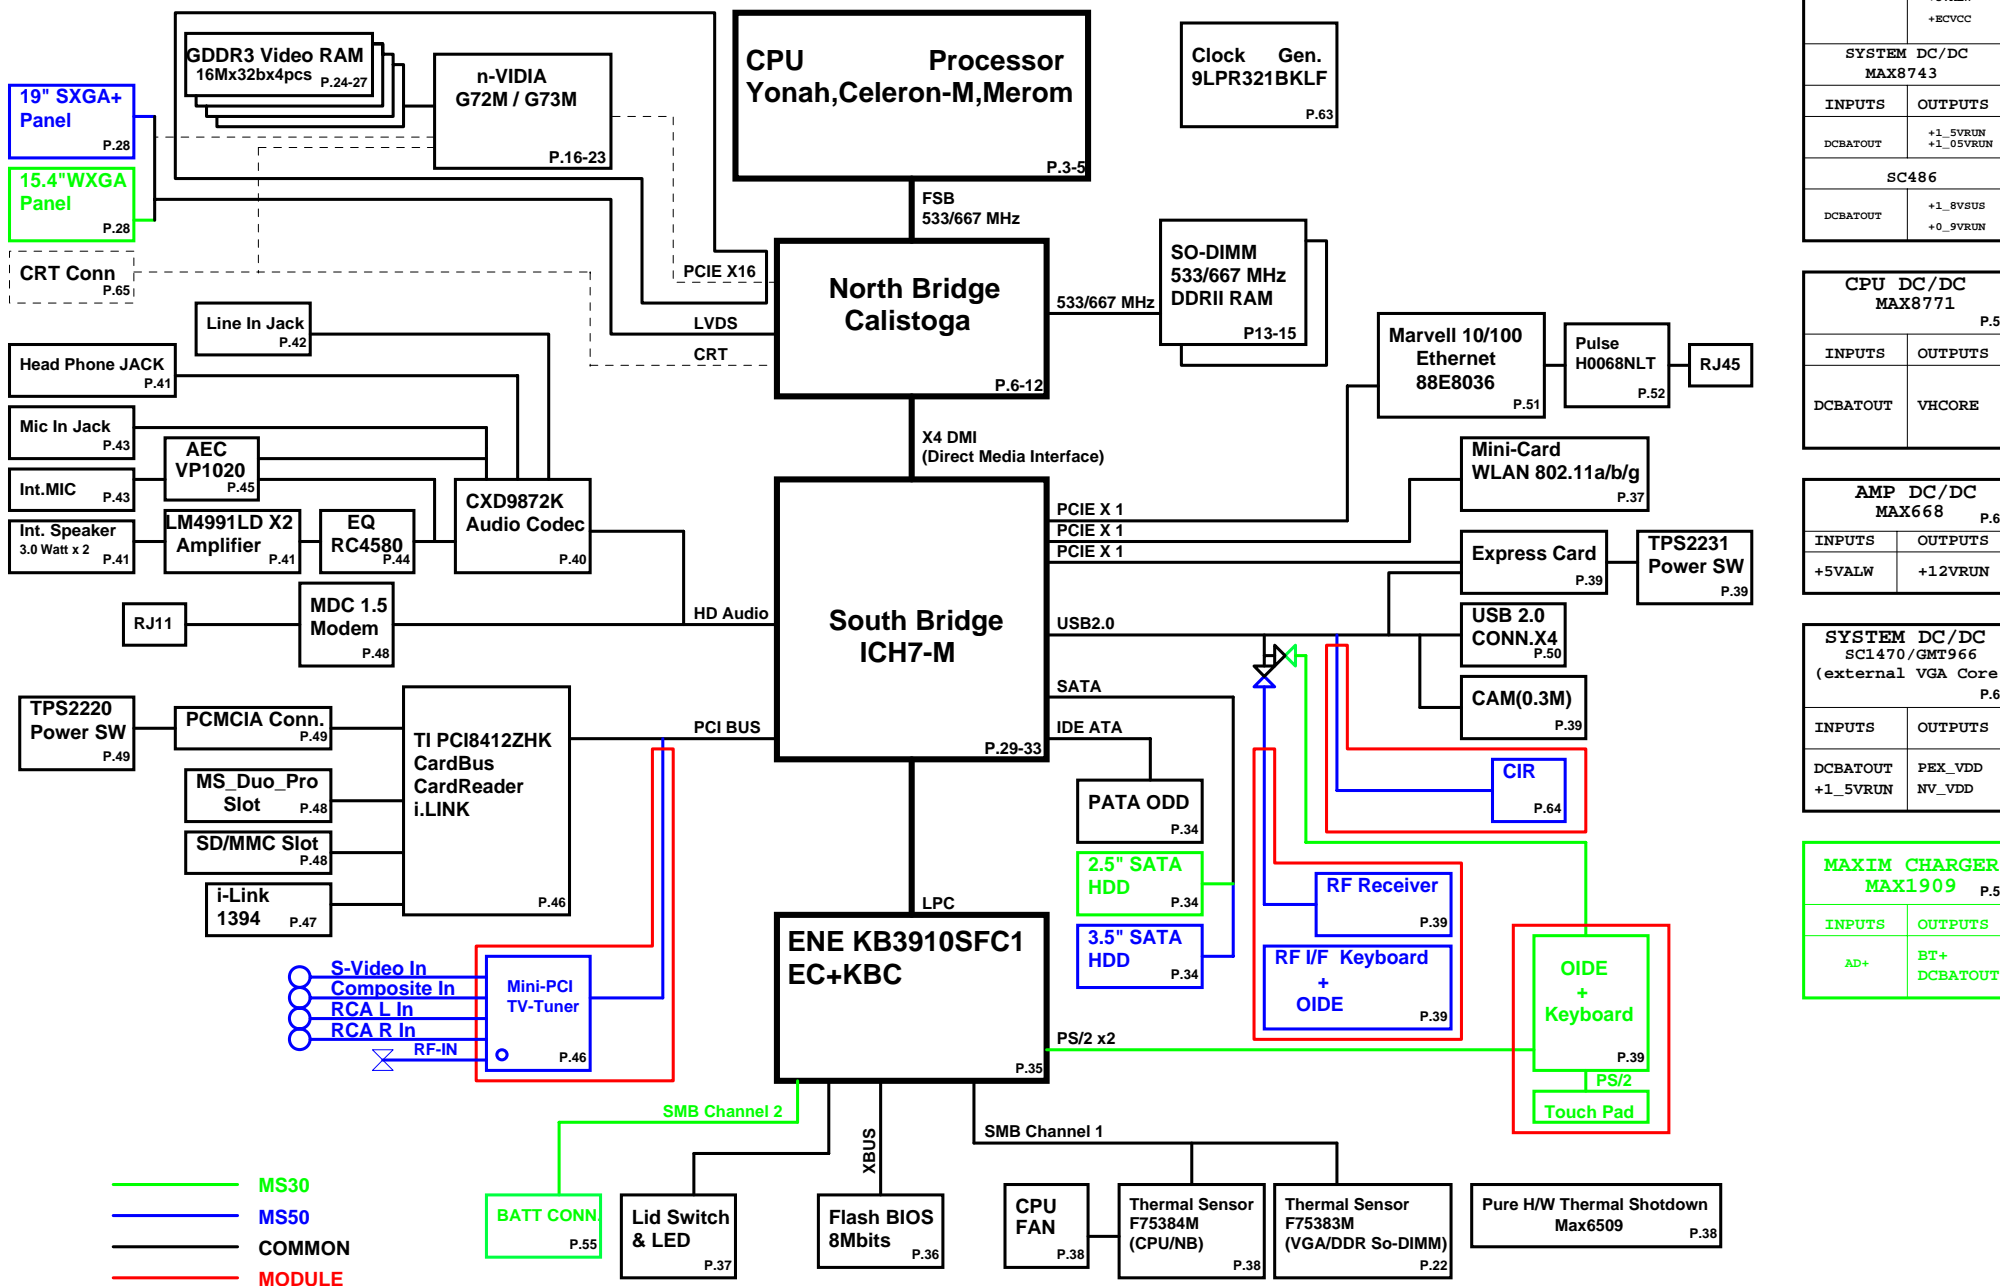 GDDR3 Video RAM
16Mx32bx4pcs P.24-27
n-VIDIA
G72M / G73M
P.16-23
CPU Processor
Yonah,Celeron-M,Merom
P.3-5
Clock Gen.
9LPR321BKLF
P.63
19" SXGA+
Panel
P.28
15.4"WXGA
Panel
P.28
CRT Conn
P.65
FSB
533/667 MHz
PCIE X16
LVDS
CRT
North Bridge
Calistoga
P.6-12
533/667 MHz
SO-DIMM
533/667 MHz
DDRII RAM
P13-15
Line In Jack
P.42
Head Phone JACK
P.41
Mic In Jack
P.43
Int.MIC P.43
AEC
VP1020
P.45
Int. Speaker
3.0 Watt x 2
P.41
LM4991LD X2
Amplifier
P.41
EQ
RC4580
P.44
CXD9872K
Audio Codec
P.40
Marvell 10/100
Ethernet
88E8036
P.51
Pulse
H0068NLT
P.52
RJ45
X4 DMI
(Direct Media Interface)
Mini-Card
WLAN 802.11a/b/g
P.37
PCIE X 1
PCIE X 1
PCIE X 1
Express Card
P.39
TPS2231
Power SW
P.39
RJ11
MDC 1.5
Modem
P.48
HD Audio
South Bridge
ICH7-M
P.29-33
USB2.0
USB 2.0
CONN.X4
P.50
CAM(0.3M)
P.39
SATA
IDE ATA
CIR
P.64
TPS2220
Power SW
P.49
PCMCIA Conn.
P.49
MS_Duo_Pro
Slot P.48
SD/MMC Slot
P.48
i-Link
1394 P.47
TI PCI8412ZHK
CardBus
CardReader
i.LINK
P.46
PCI BUS
PATA ODD
P.34
2.5" SATA
HDD
P.34
3.5" SATA
HDD
P.34
RF Receiver
P.39
RF I/F Keyboard
+
OIDE
P.39
OIDE
+
Keyboard
P.39
PS/2
Touch Pad
LPC
ENE KB3910SFC1
EC+KBC
P.35
PS/2 x2
S-Video In
Composite In
RCA L In
RCA R In
RF-IN
Mini-PCI
TV-Tuner
P.46
SMB Channel 2
XBUS
SMB Channel 1
BATT CONN.
P.55
Lid Switch
& LED
P.37
Flash BIOS
8Mbits
P.36
CPU
FAN
P.38
Thermal Sensor
F75384M
(CPU/NB)
P.38
Thermal Sensor
F75383M
(VGA/DDR So-DIMM)
P.22
Pure H/W Thermal Shotdown
Max6509
P.38
MS30
MS50
COMMON
MODULE
+ECVCC
SYSTEM DC/DC
MAX8743
INPUTS OUTPUTS
DCBATOUT
+1_5VRUN
+1_05VRUN
SC486
DCBATOUT
+1_8VSUS
+0_9VRUN
CPU DC/DC
MAX8771
P.5
INPUTS OUTPUTS
DCBATOUT VHCORE
AMP DC/DC
MAX668 P.6
INPUTS OUTPUTS
+5VALW +12VRUN
SYSTEM DC/DC
SC1470/GMT966
(external VGA Core
P.6
INPUTS OUTPUTS
DCBATOUT PEX_VDD
+1_5VRUN NV_VDD
MAXIM CHARGER
MAX1909 P.5
INPUTS OUTPUTS
AD+
BT+
DCBATOUT